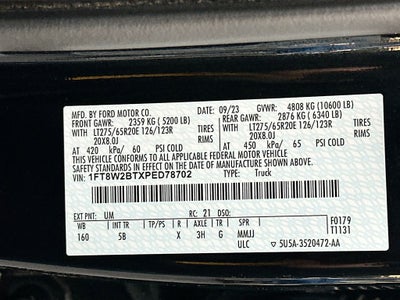 MFD. BY FORD MOTOR CO. 09/23 GVWR: 4808 KG (10600 LB)
FRONT GAWR: 2359 KG (5200 LB) REAR GAWR: 2876 KG (6340 LB)
WITH LT275/65R20E 126/123R TIRES WITH LT275/65R20E 126/123R TIRES
20X8.0J RIMS 20X8.0J RIMS
AT 420 kPa/ 60 PSI COLD AT 450 kPa/ 65 PSI COLD
THIS VEHICLE CONFORMS TO ALL APPLICABLE FEDERAL MOTOR VEHICLE
SAFETY STANDARDS IN EFFECT ON THE DATE OF MANUFACTURE SHOWN ABOVE.
VIN: 1FT8W2BTXPED78702 TYPE: Truck
EXT PNT: UM RC: 21 DSO:
WB BRK INT TR TP/PS R AXLE TR SPR F0179
160 5B X 3H G MMJJ T1131
ULC 5U5A-3520472-AA